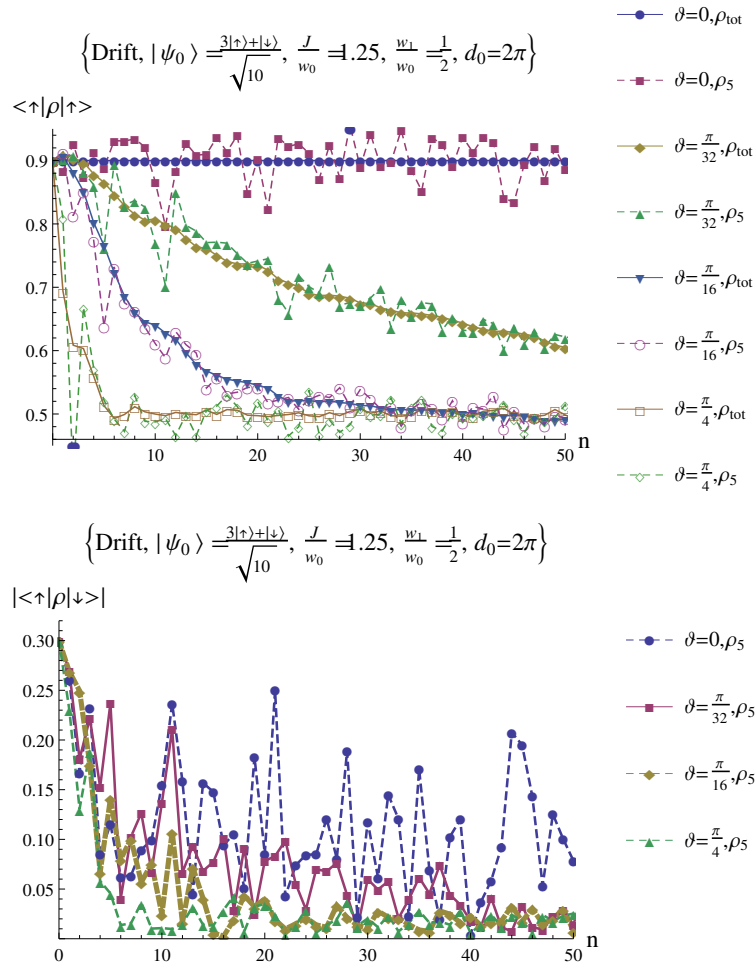 {Drift, |ψ₀⟩ = (3|↑⟩+|↓⟩)/√10, J/w₀ =1.25, w₁/w₀ = 1/2, d₀=2π}
<↑|ρ|↑>
0.9
0.8
0.7
0.6
0.5
10 20 30 40 50 n
ϑ=0,ρtot
ϑ=0,ρ₅
ϑ=π/32,ρtot
ϑ=π/32,ρ₅
ϑ=π/16,ρtot
ϑ=π/16,ρ₅
ϑ=π/4,ρtot
ϑ=π/4,ρ₅
{Drift, |ψ₀⟩ = (3|↑⟩+|↓⟩)/√10, J/w₀ =1.25, w₁/w₀ = 1/2, d₀=2π}
|<↑|ρ|↓>|
0.30
0.25
0.20
0.15
0.10
0.05
0 10 20 30 40 50 n
ϑ=0,ρ₅
ϑ=π/32,ρ₅
ϑ=π/16,ρ₅
ϑ=π/4,ρ₅